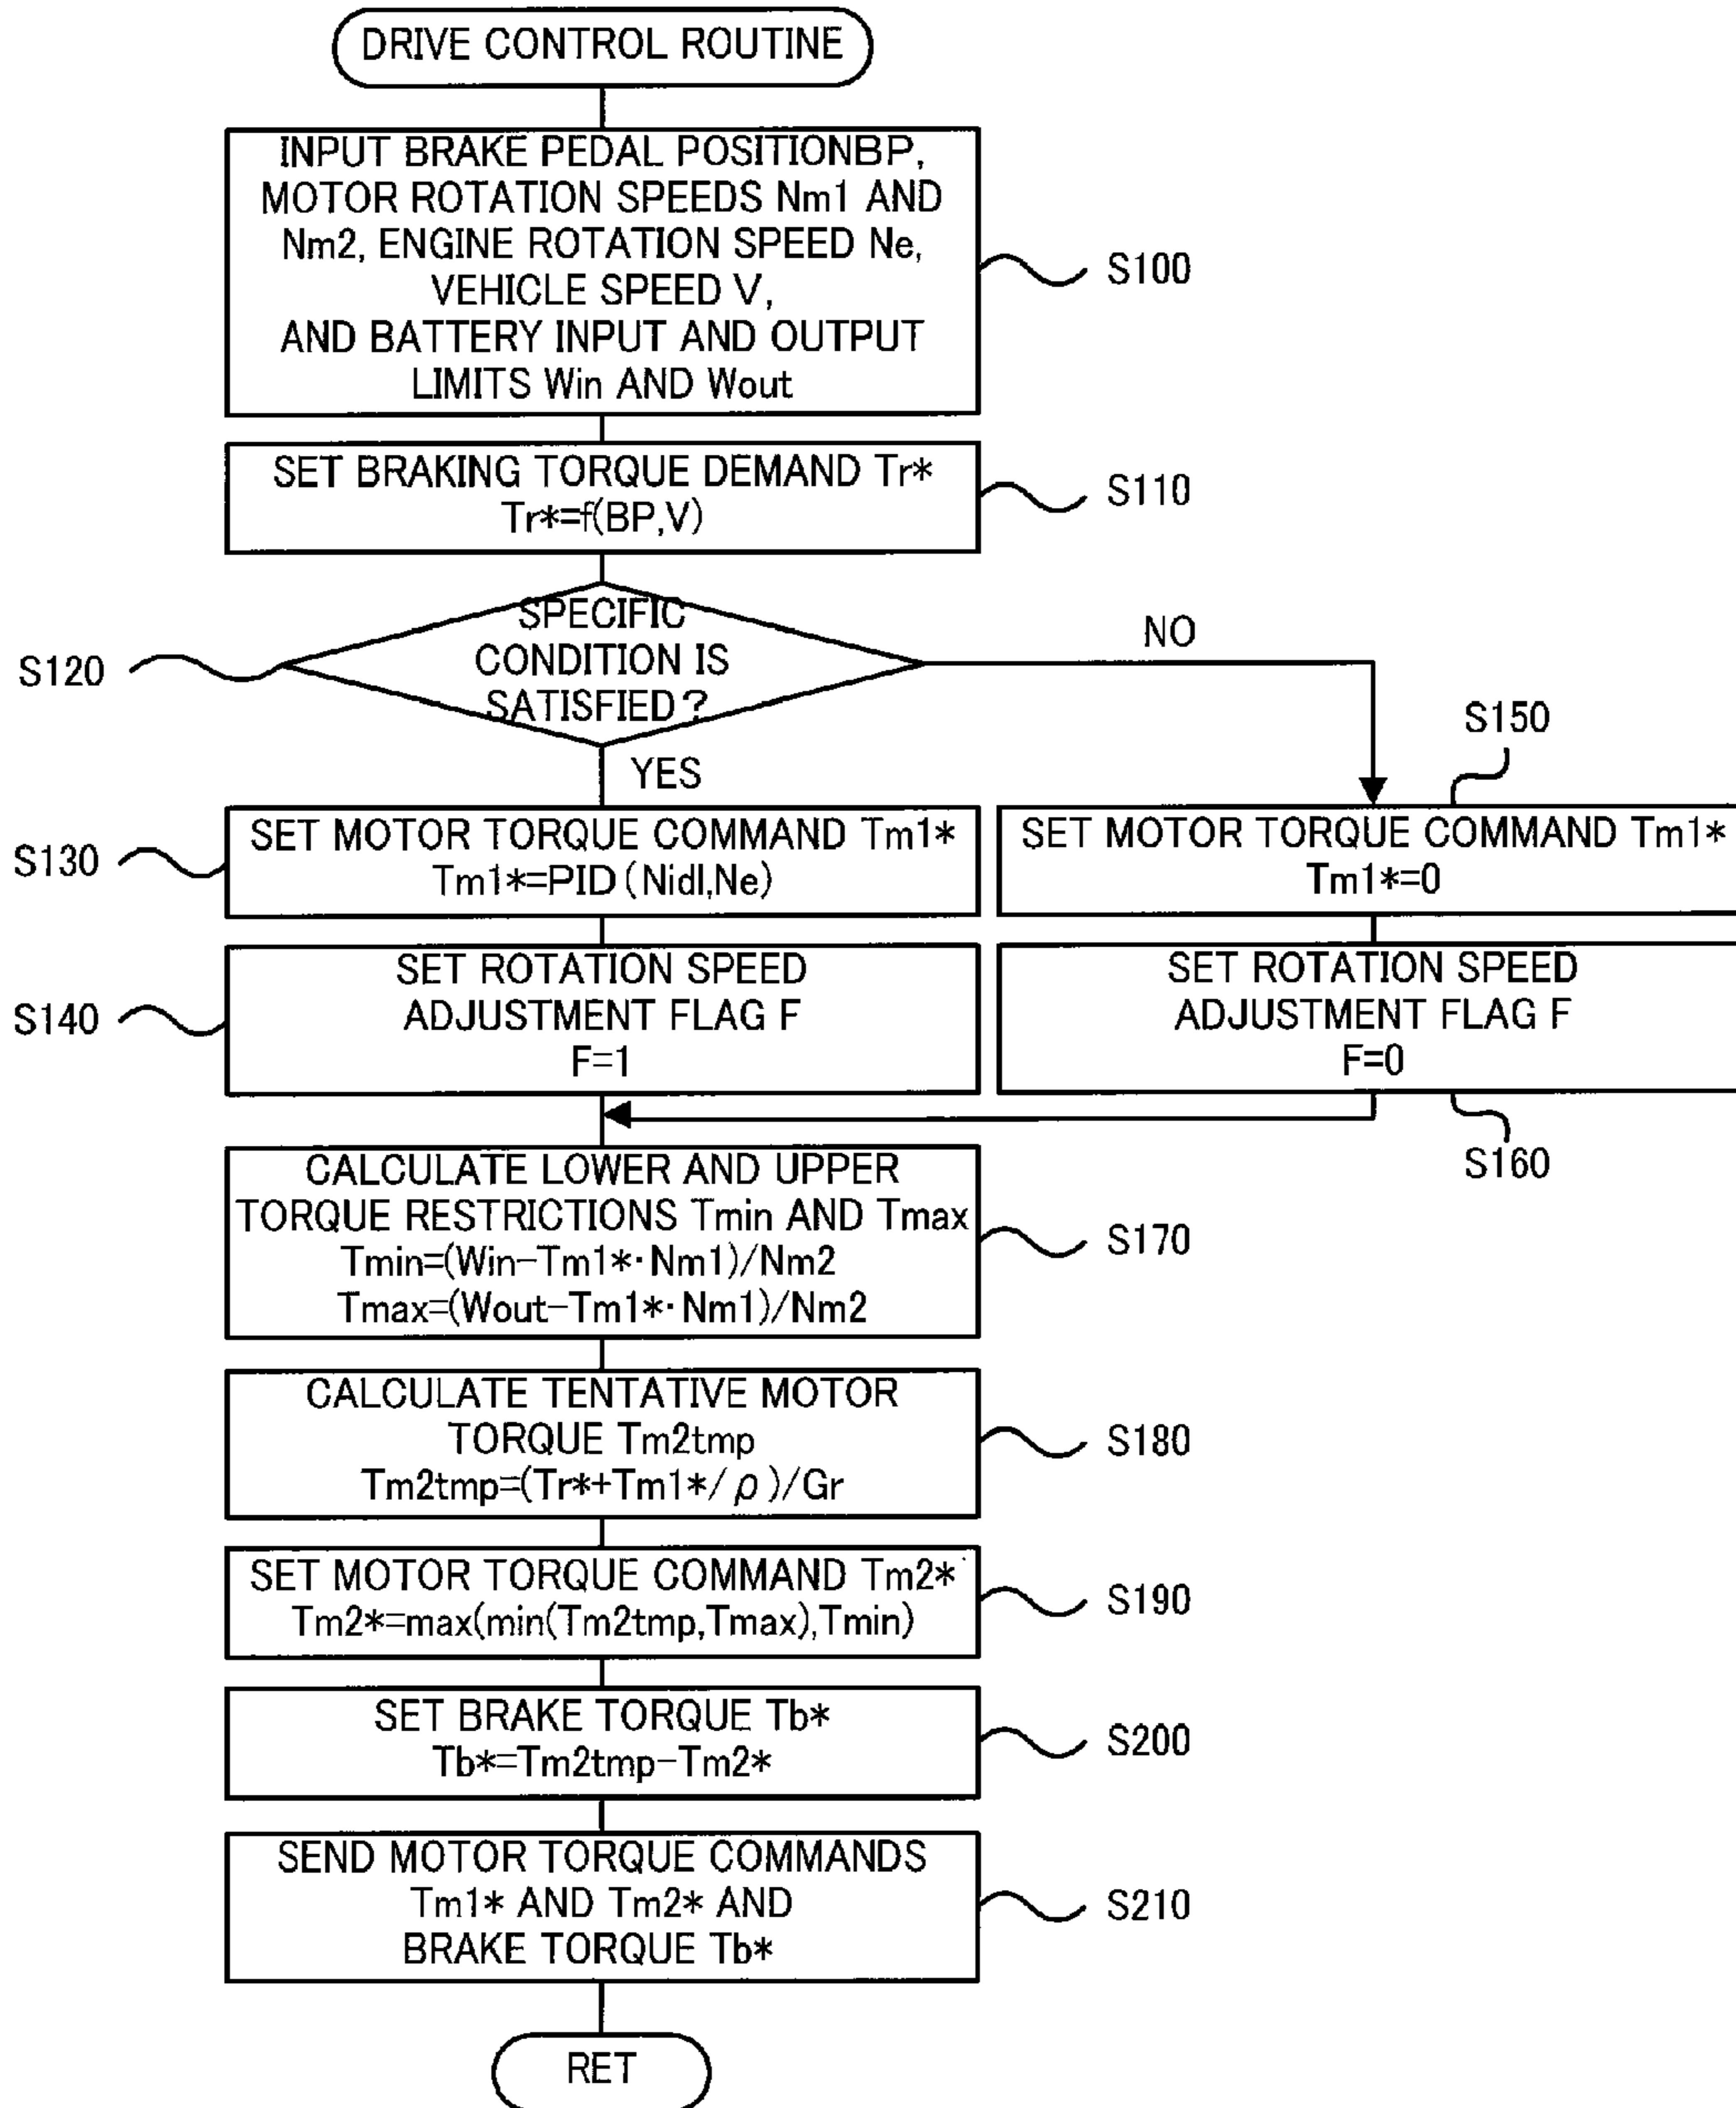 DRIVE CONTROL ROUTINE
INPUT BRAKE PEDAL POSITIONBP,
MOTOR ROTATION SPEEDS Nm1 AND
Nm2, ENGINE ROTATION SPEED Ne,
VEHICLE SPEED V,
AND BATTERY INPUT AND OUTPUT
LIMITS Win AND Wout
S100
SET BRAKING TORQUE DEMAND Tr*
Tr*=f(BP,V)
S110
SPECIFIC
CONDITION IS
SATISFIED?
S120
NO
YES
S150
SET MOTOR TORQUE COMMAND Tm1*
Tm1*=PID(Nidl,Ne)
S130
SET MOTOR TORQUE COMMAND Tm1*
Tm1*=0
SET ROTATION SPEED
ADJUSTMENT FLAG F
F=1
S140
SET ROTATION SPEED
ADJUSTMENT FLAG F
F=0
S160
CALCULATE LOWER AND UPPER
TORQUE RESTRICTIONS Tmin AND Tmax
Tmin=(Win-Tm1*·Nm1)/Nm2
Tmax=(Wout-Tm1*·Nm1)/Nm2
S170
CALCULATE TENTATIVE MOTOR
TORQUE Tm2tmp
Tm2tmp=(Tr*+Tm1*/ρ)/Gr
S180
SET MOTOR TORQUE COMMAND Tm2*
Tm2*=max(min(Tm2tmp,Tmax),Tmin)
S190
SET BRAKE TORQUE Tb*
Tb*=Tm2tmp-Tm2*
S200
SEND MOTOR TORQUE COMMANDS
Tm1* AND Tm2* AND
BRAKE TORQUE Tb*
S210
RET